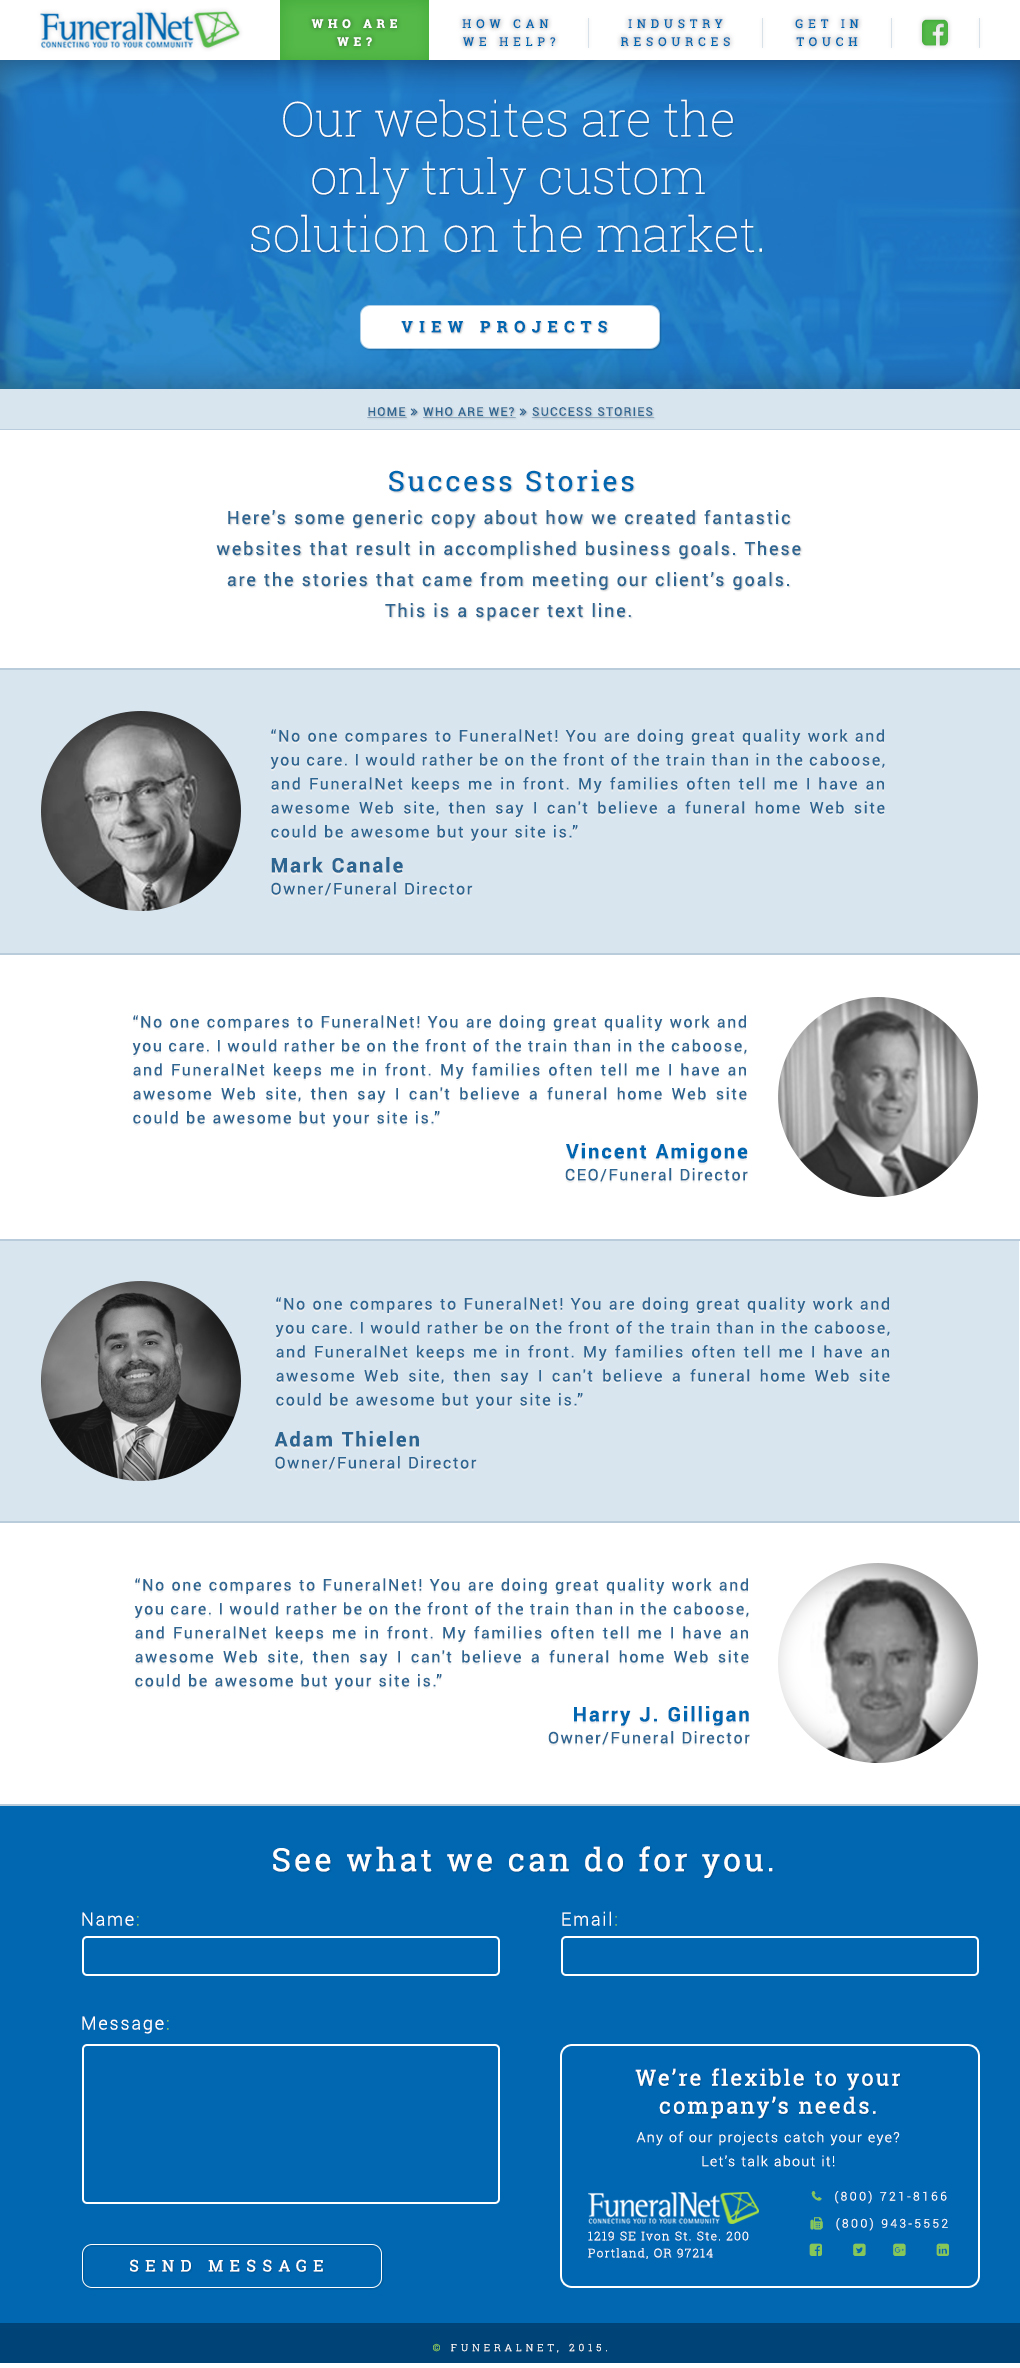 FuneralNet
CONNECTING YOU TO YOUR COMMUNITY
WHO ARE
WE?
HOW CAN
WE HELP?
INDUSTRY
RESOURCES
GET IN
TOUCH
Our websites are the
only truly custom
solution on the market.
VIEW PROJECTS
HOME » WHO ARE WE? » SUCCESS STORIES
Success Stories
Here’s some generic copy about how we created fantastic
websites that result in accomplished business goals. These
are the stories that came from meeting our client’s goals.
This is a spacer text line.
“No one compares to FuneralNet! You are doing great quality work and
you care. I would rather be on the front of the train than in the caboose,
and FuneralNet keeps me in front. My families often tell me I have an
awesome Web site, then say I can't believe a funeral home Web site
could be awesome but your site is.”
Mark Canale
Owner/Funeral Director
“No one compares to FuneralNet! You are doing great quality work and
you care. I would rather be on the front of the train than in the caboose,
and FuneralNet keeps me in front. My families often tell me I have an
awesome Web site, then say I can't believe a funeral home Web site
could be awesome but your site is.”
Vincent Amigone
CEO/Funeral Director
“No one compares to FuneralNet! You are doing great quality work and
you care. I would rather be on the front of the train than in the caboose,
and FuneralNet keeps me in front. My families often tell me I have an
awesome Web site, then say I can't believe a funeral home Web site
could be awesome but your site is.”
Adam Thielen
Owner/Funeral Director
“No one compares to FuneralNet! You are doing great quality work and
you care. I would rather be on the front of the train than in the caboose,
and FuneralNet keeps me in front. My families often tell me I have an
awesome Web site, then say I can't believe a funeral home Web site
could be awesome but your site is.”
Harry J. Gilligan
Owner/Funeral Director
See what we can do for you.
Name:
Email:
Message:
SEND MESSAGE
We’re flexible to your
company’s needs.
Any of our projects catch your eye?
Let’s talk about it!
FuneralNet
CONNECTING YOU TO YOUR COMMUNITY
1219 SE Ivon St. Ste. 200
Portland, OR 97214
(800) 721-8166
(800) 943-5552
© FUNERALNET, 2015.